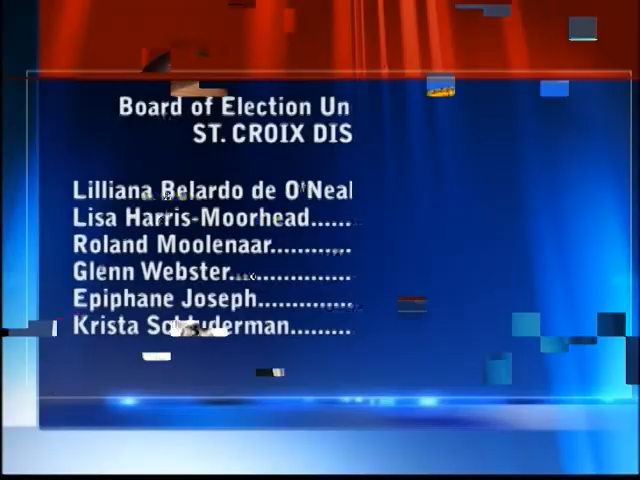 Board of Election Un
ST. CROIX DIS
Lilliana Belardo de O'Neal
Lisa Harris-Moorhead......
Roland Moolenaar............
Glenn Webster..................
Epiphane Joseph..............
Krista .........